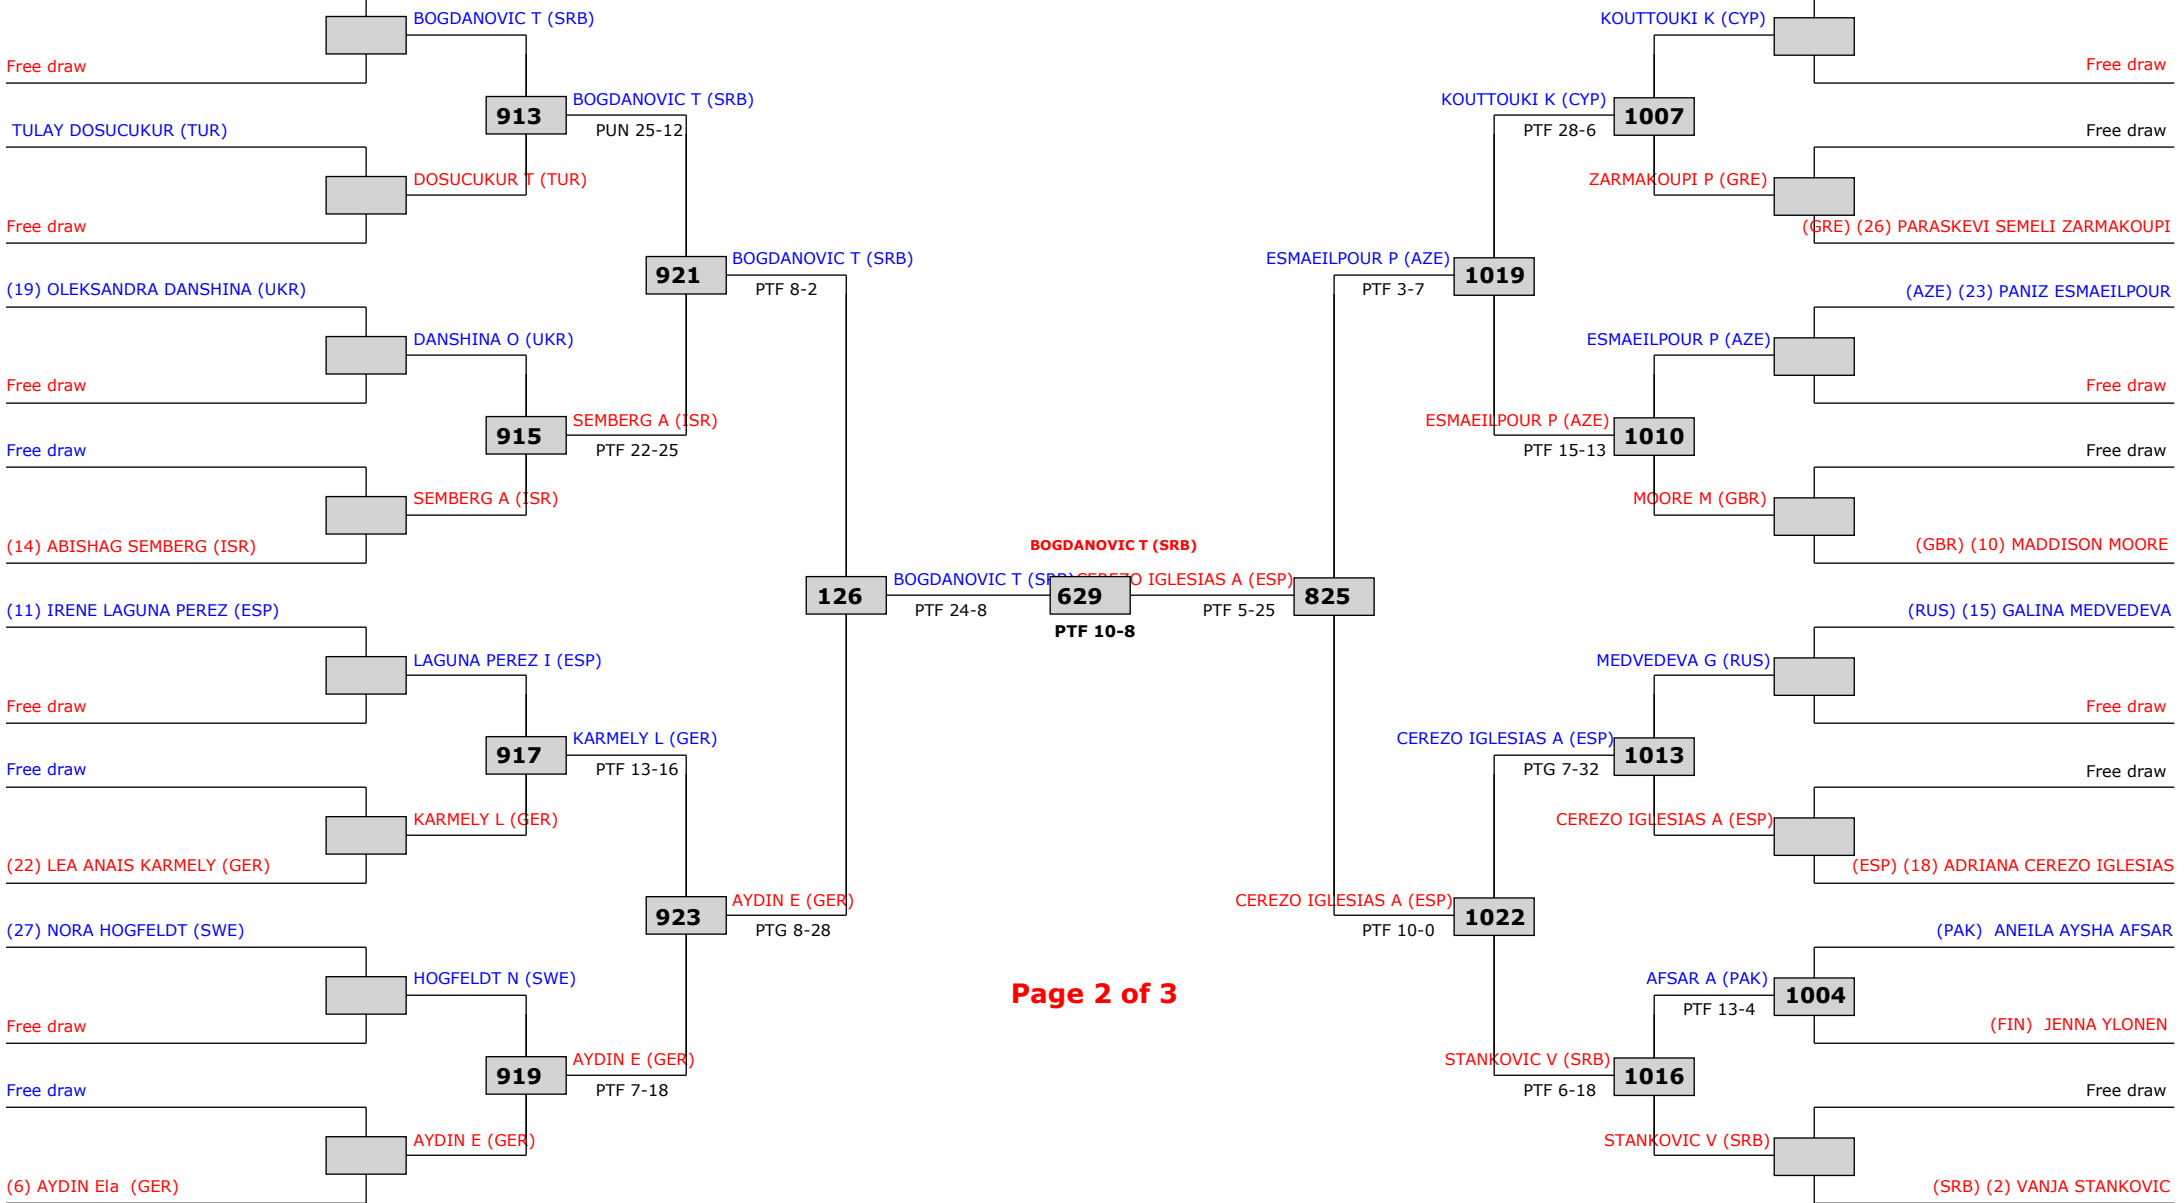 BOGDANOVIC T (SRB)
Free draw
913
BOGDANOVIC T (SRB)
PUN 25-12
TULAY DOSUCUKUR (TUR)
DOSUCUKUR T (TUR)
Free draw
921
BOGDANOVIC T (SRB)
PTF 8-2
(19) OLEKSANDRA DANSHINA (UKR)
DANSHINA O (UKR)
Free draw
915
SEMBERG A (ISR)
PTF 22-25
Free draw
SEMBERG A (ISR)
(14) ABISHAG SEMBERG (ISR)
126
BOGDANOVIC T (SRB)
PTF 24-8
(11) IRENE LAGUNA PEREZ (ESP)
LAGUNA PEREZ I (ESP)
Free draw
917
KARMELY L (GER)
PTF 13-16
Free draw
KARMELY L (GER)
(22) LEA ANAIS KARMELY (GER)
923
AYDIN E (GER)
PTG 8-28
(27) NORA HOGFELDT (SWE)
HOGFELDT N (SWE)
Free draw
919
AYDIN E (GER)
PTF 7-18
Free draw
AYDIN E (GER)
(6) AYDIN Ela (GER)
BOGDANOVIC T (SRB)
629
PTF 10-8
CEREZO IGLESIAS A (ESP)
PTF 5-25
825
Page 2 of 3
KOUTTOUKI K (CYP)
Free draw
KOUTTOUKI K (CYP)
PTF 28-6
1007
Free draw
ZARMAKOUPI P (GRE)
(GRE) (26) PARASKEVI SEMELI ZARMAKOUPI
ESMAEILPOUR P (AZE)
PTF 3-7
1019
(AZE) (23) PANIZ ESMAEILPOUR
ESMAEILPOUR P (AZE)
Free draw
ESMAEILPOUR P (AZE)
PTF 15-13
1010
Free draw
MOORE M (GBR)
(GBR) (10) MADDISON MOORE
(RUS) (15) GALINA MEDVEDEVA
MEDVEDEVA G (RUS)
Free draw
CEREZO IGLESIAS A (ESP)
PTG 7-32
1013
Free draw
CEREZO IGLESIAS A (ESP)
(ESP) (18) ADRIANA CEREZO IGLESIAS
CEREZO IGLESIAS A (ESP)
PTF 10-0
1022
(PAK) ANEILA AYSHA AFSAR
AFSAR A (PAK)
PTF 13-4
1004
(FIN) JENNA YLONEN
STANKOVIC V (SRB)
PTF 6-18
1016
Free draw
STANKOVIC V (SRB)
(SRB) (2) VANJA STANKOVIC